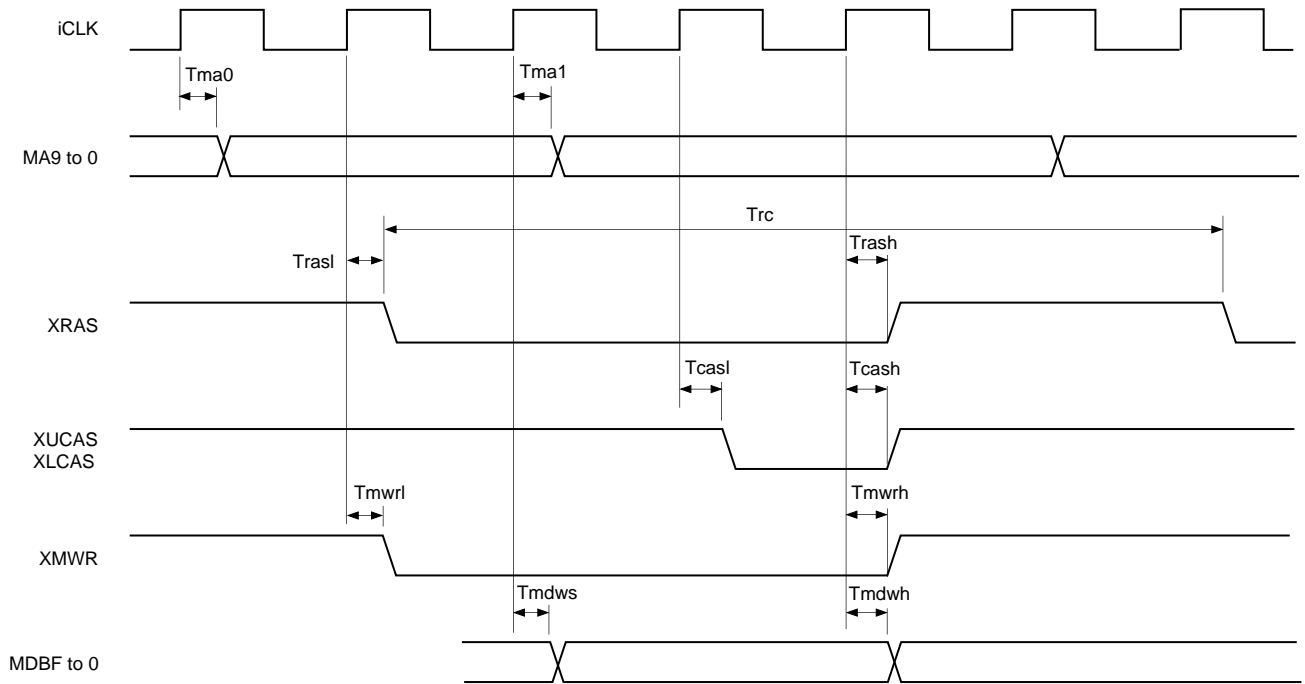 iCLK
Tma0
Tma1
MA9 to 0
Trc
Trasl
Trash
XRAS
Tcasl
Tcash
XUCAS
XLCAS
Tmwrl
Tmwrh
XMWR
Tmdws
Tmdwh
MDBF to 0